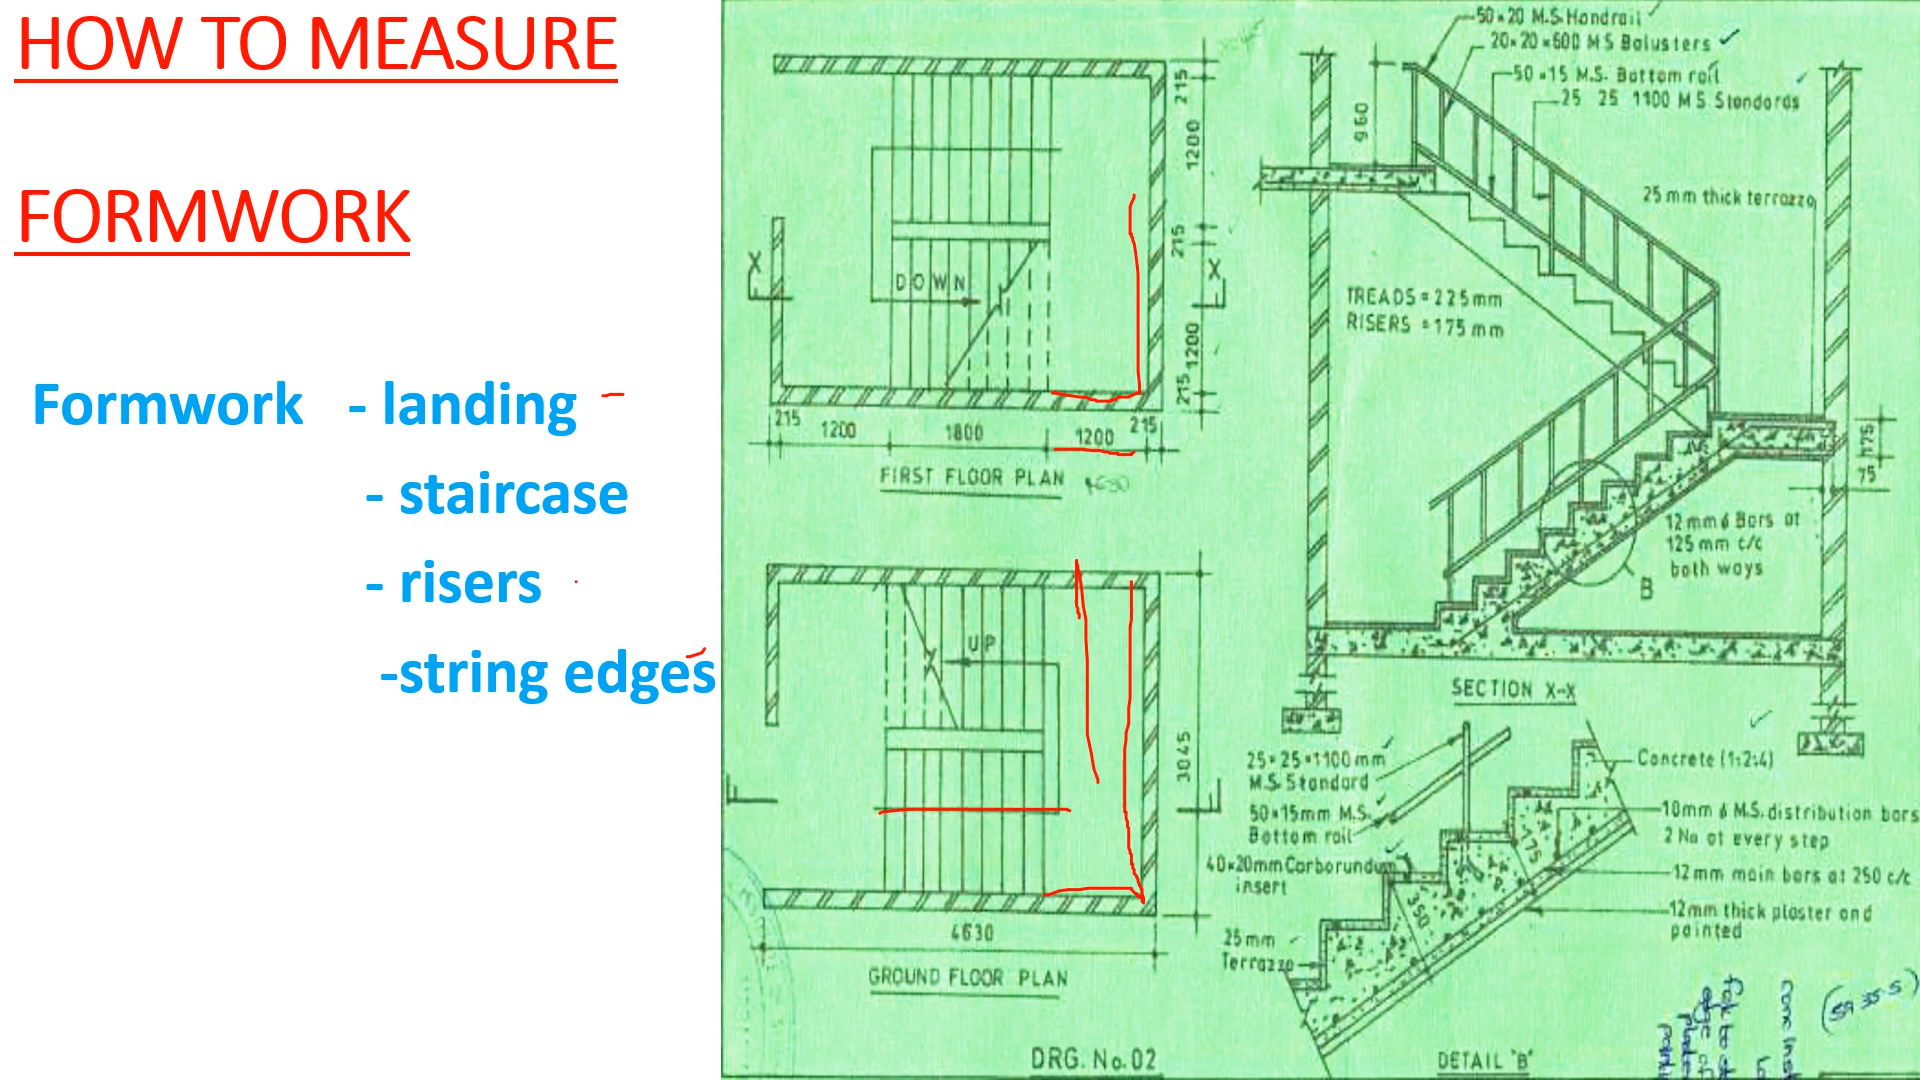 HOW TO MEASURE
FORMWORK
Formwork - landing
- staircase
- risers
-string edges
50×20 M.S. Handrail
20×20×600 M S Balusters
50×15 M.S. Bottom rail
25 25 1100 M S Standards
960
25 mm thick terrazzo
TREADS = 225mm
RISERS = 175 mm
175
75
12mm ϕ Bars at
125 mm c/c
both ways
B
SECTION X-X
215
1200
215
1200
215
X
X
DOWN
215
1200
1800
1200
215
FIRST FLOOR PLAN
4630
UP
3045
4630
GROUND FLOOR PLAN
25×25×1100mm
M.S. Standard
50×15mm M.S.
Bottom rail
40×20mm Carborundum
insert
25mm
Terrazzo
175
350
Concrete (1:2:4)
10mm ϕ M.S. distribution bars
2 No at every step
12mm main bars at 250 c/c
12mm thick plaster and
painted
DRG. No. 02
DETAIL 'B'